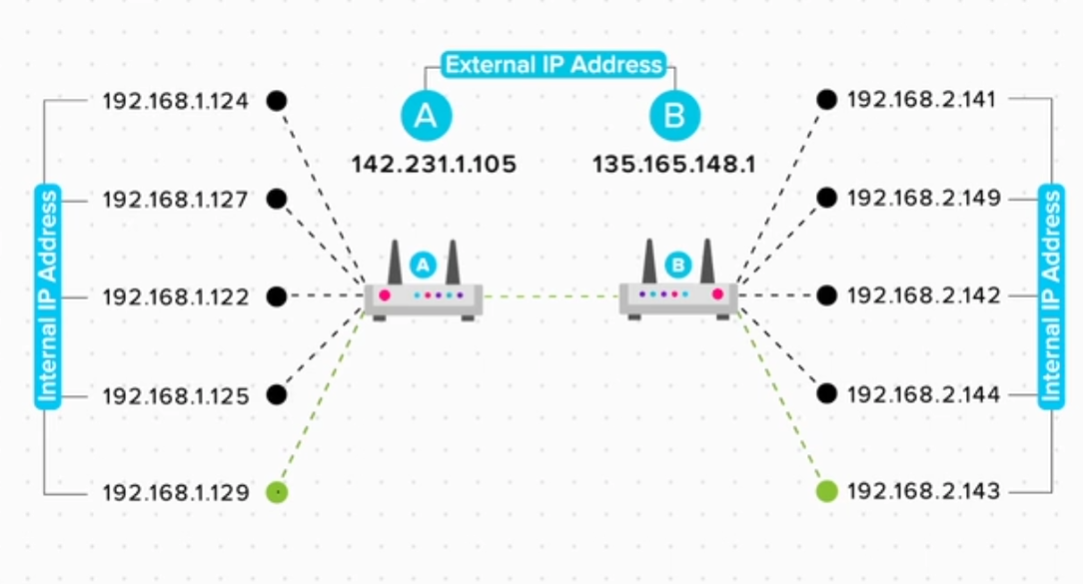 External IP Address
A
B
142.231.1.105
135.165.148.1
Internal IP Address
192.168.1.124
192.168.1.127
192.168.1.122
192.168.1.125
192.168.1.129
A
B
192.168.2.141
192.168.2.149
192.168.2.142
192.168.2.144
192.168.2.143
Internal IP Address